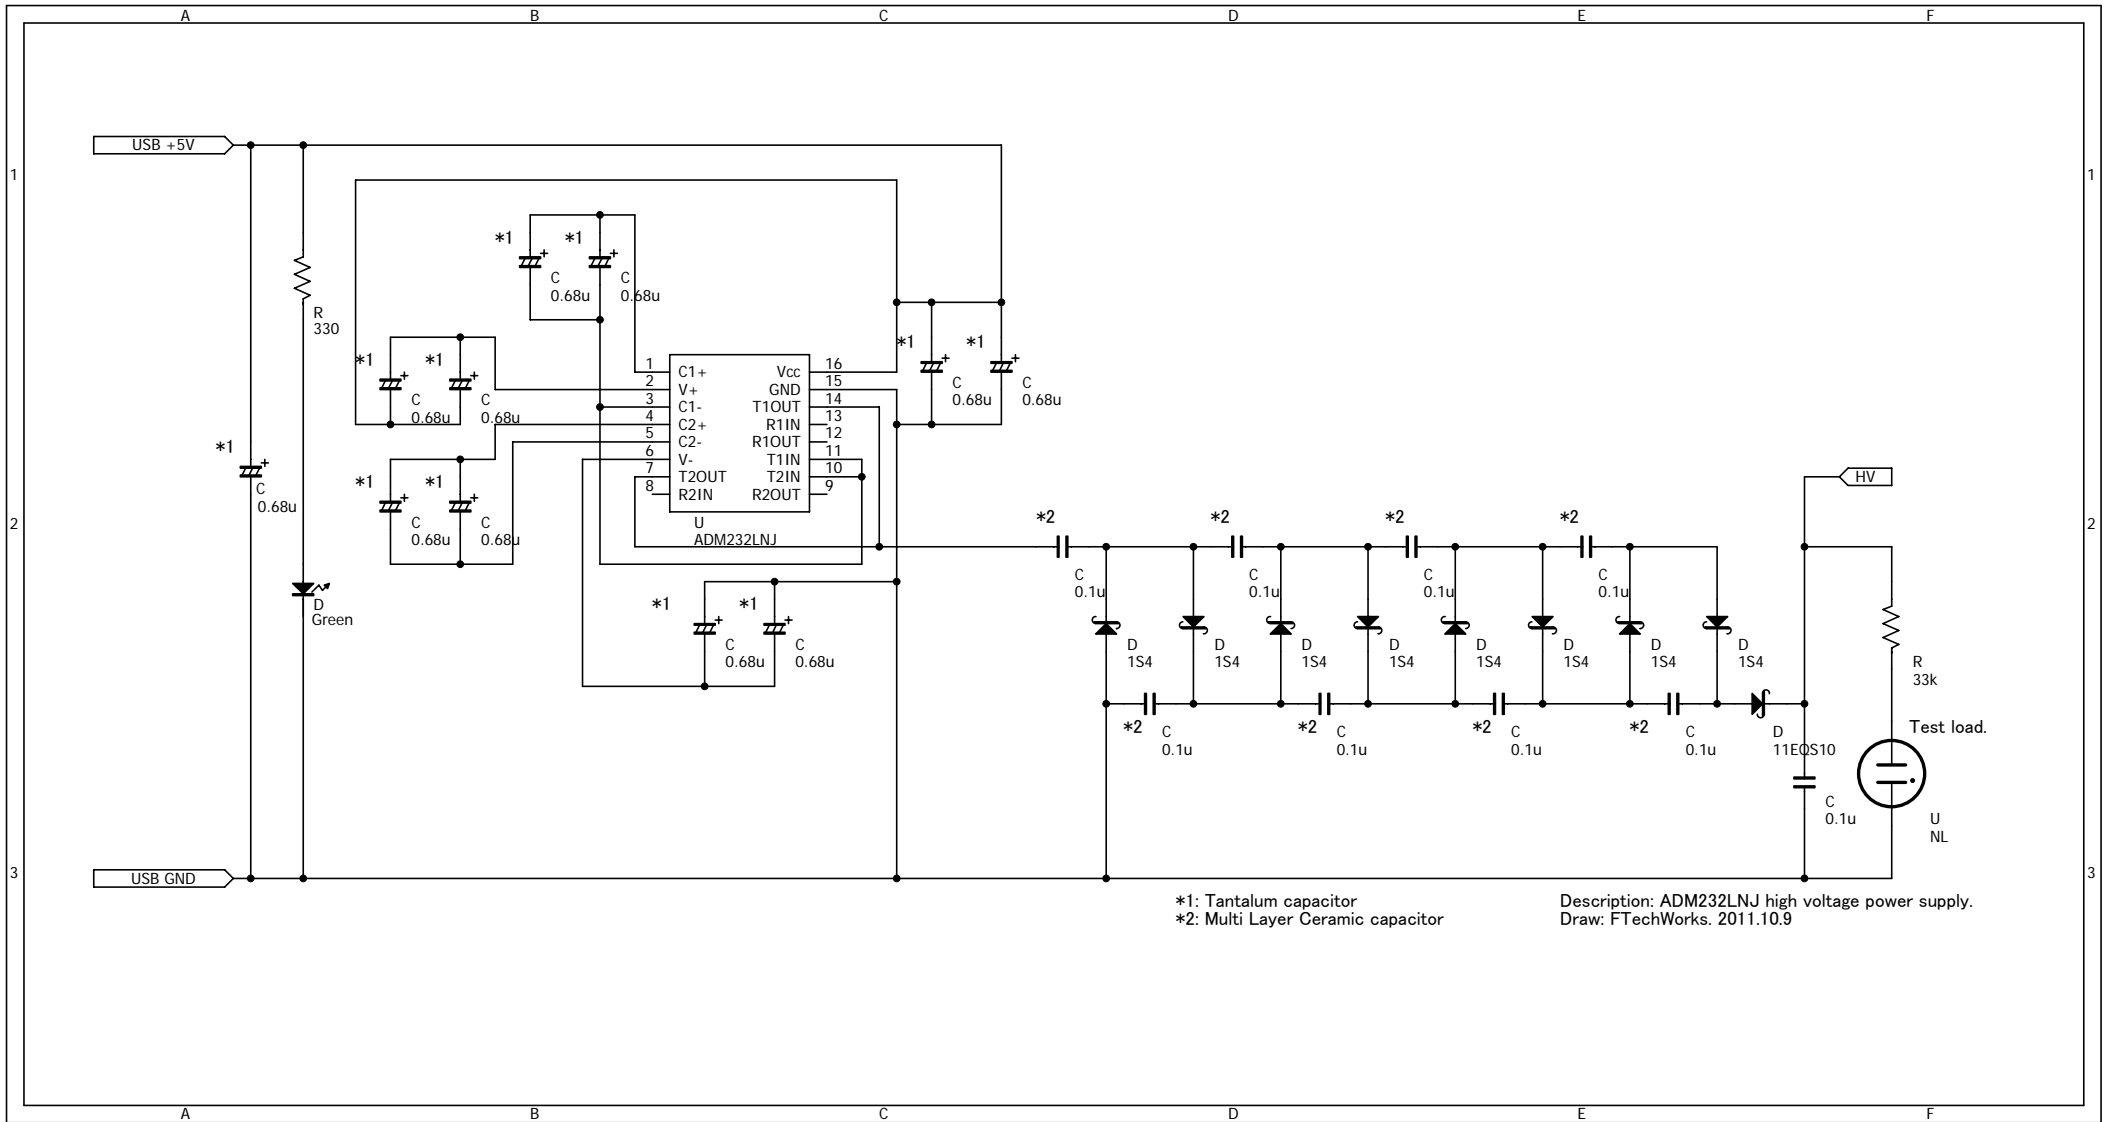 A B C D E F
USB +5V
1 1
*1 *1
C C
0.68u 0.68u
R
330
*1 *1
C C
0.68u 0.68u
*1 *1
C C
0.68u 0.68u
1 C1+ Vcc 16
2 V+ GND 15
3 C1- T1OUT 14
4 C2+ R1IN 13
5 C2- R1OUT 12
6 V- T1IN 11
7 T2OUT T2IN 10
8 R2IN R2OUT 9
U
ADM232LNJ
*1
C
0.68u
*1 *1
C C
0.68u 0.68u
HV
2 2
*2 *2 *2 *2
C C C C
0.1u 0.1u 0.1u 0.1u
D
Green
*1 *1
C C
0.68u 0.68u
D D D D D D D D
1S4 1S4 1S4 1S4 1S4 1S4 1S4 1S4
R
33k
*2 *2 *2 *2
C C C C
0.1u 0.1u 0.1u 0.1u
D
11EQS10
Test load.
C
0.1u
U
NL
3 3
USB GND
*1: Tantalum capacitor
*2: Multi Layer Ceramic capacitor
Description: ADM232LNJ high voltage power supply.
Draw: FTechWorks. 2011.10.9
A B C D E F